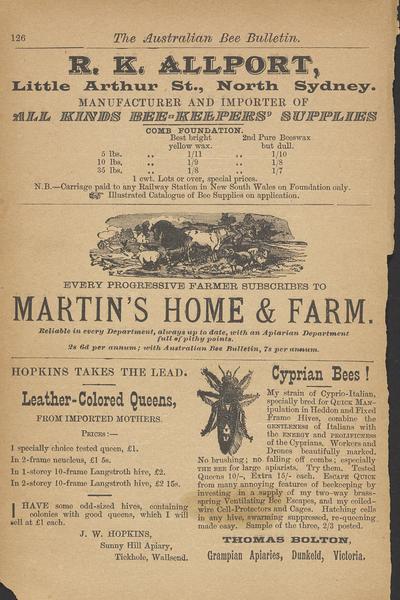 126 The Australian Bee Bulletin.
R. K. ALLPORT,
Little Arthur St., North Sydney.
MANUFACTURER AND IMPORTER OF
ALL KINDS BEE-KEEPERS' SUPPLIES
COMB FOUNDATION.
Best bright 2nd Pure Beeswax
yellow wax. but dull.
5 lbs. ,, 1/11 ,, 1/10
10 lbs. ,, 1/9 ,, 1/8
35 lbs. ,, 1/8 ,, 1/7
1 cwt. Lots or over, special prices.
N.B.—Carriage paid to any Railway Station in New South Wales on Foundation only.
Illustrated Catalogue of Bee Supplies on application.
EVERY PROGRESSIVE FARMER SUBSCRIBES TO
MARTIN'S HOME & FARM.
Reliable in every Department, always up to date, with an Apiarian Department
full of pithy points.
2s 6d per annum; with Australian Bee Bulletin, 7s per annum.
HOPKINS TAKES THE LEAD.
Leather-Colored Queens,
FROM IMPORTED MOTHERS.
PRICES:—
1 specially choice tested queen, £1.
In 2-frame neucleus, £1 5s.
In 1-storey 10-frame Langstroth hive, £2.
In 2-storey 10-frame Langstroth hive, £2 15s.
I HAVE some odd-sized hives, containing
colonies with good queens, which I will
sell at £1 each.
J. W. HOPKINS,
Sunny Hill Apiary,
Tickhole, Wallsend.
Cyprian Bees!
My strain of Cyprio-Italian,
specially bred for QUICK MAN-
ipulation in Heddon and Fixed
Frame Hives, combine the
GENTLENESS of Italians with
the ENERGY and PROLIFICNESS
of the Cyprians. Workers and
Drones beautifully marked.
No brushing; no falling off combs; especially
THE BEE for large apiarists. Try them. Tested
Queens 10/-, Extra 15/- each. ESCAPE QUICK
from many annoying features of beekeeping by
investing in a supply of my two-way brass-
spring Ventilating Bee Escapes, and my coiled-
wire Cell-Protectors and Cages. Hatching cells
in any hive, swarming suppressed, re-queening
made easy. Sample of the three, 2/3 posted.
THOMAS BOLTON,
Grampian Apiaries, Dunkeld, Victoria.